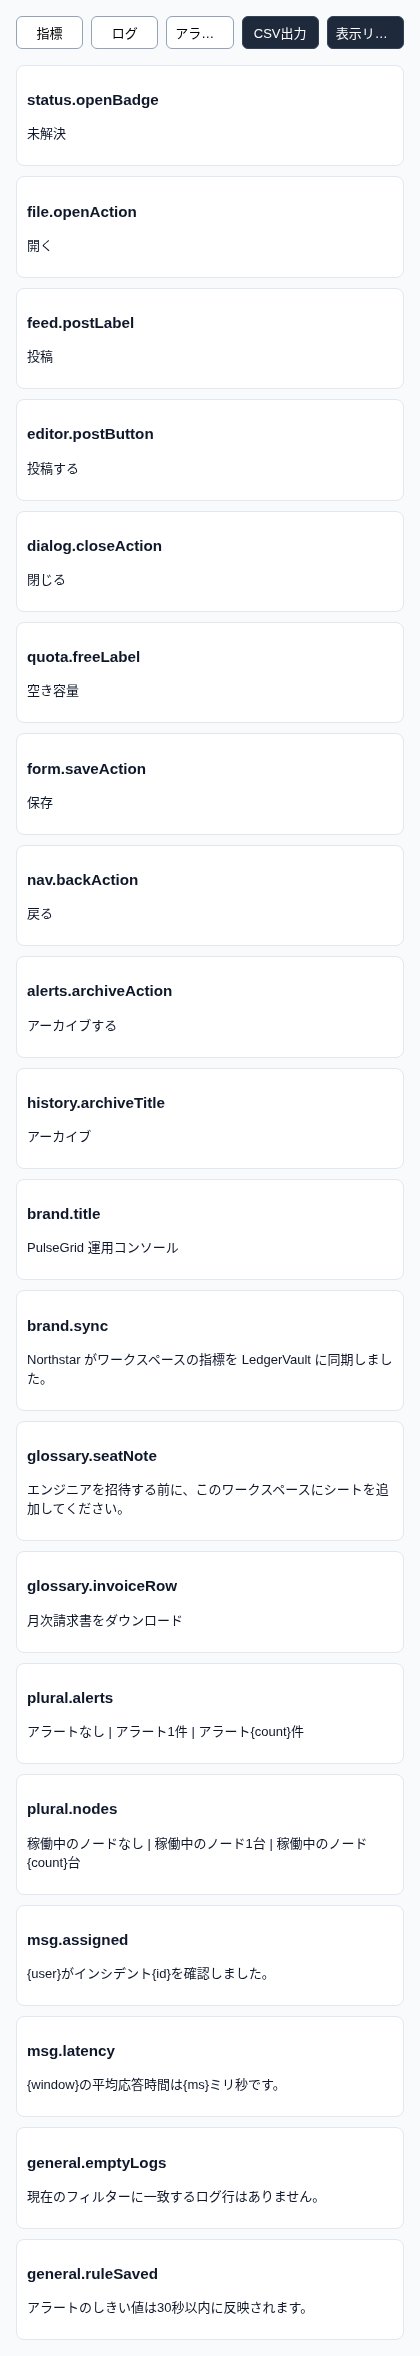 指標
ログ
アラ…
CSV出力
表示リ…
status.openBadge
未解決
file.openAction
開く
feed.postLabel
投稿
editor.postButton
投稿する
dialog.closeAction
閉じる
quota.freeLabel
空き容量
form.saveAction
保存
nav.backAction
戻る
alerts.archiveAction
アーカイブする
history.archiveTitle
アーカイブ
brand.title
PulseGrid 運用コンソール
brand.sync
Northstar がワークスペースの指標を LedgerVault に同期しまし
た。
glossary.seatNote
エンジニアを招待する前に、このワークスペースにシートを追
加してください。
glossary.invoiceRow
月次請求書をダウンロード
plural.alerts
アラートなし | アラート1件 | アラート{count}件
plural.nodes
稼働中のノードなし | 稼働中のノード1台 | 稼働中のノード
{count}台
msg.assigned
{user}がインシデント{id}を確認しました。
msg.latency
{window}の平均応答時間は{ms}ミリ秒です。
general.emptyLogs
現在のフィルターに一致するログ行はありません。
general.ruleSaved
アラートのしきい値は30秒以内に反映されます。